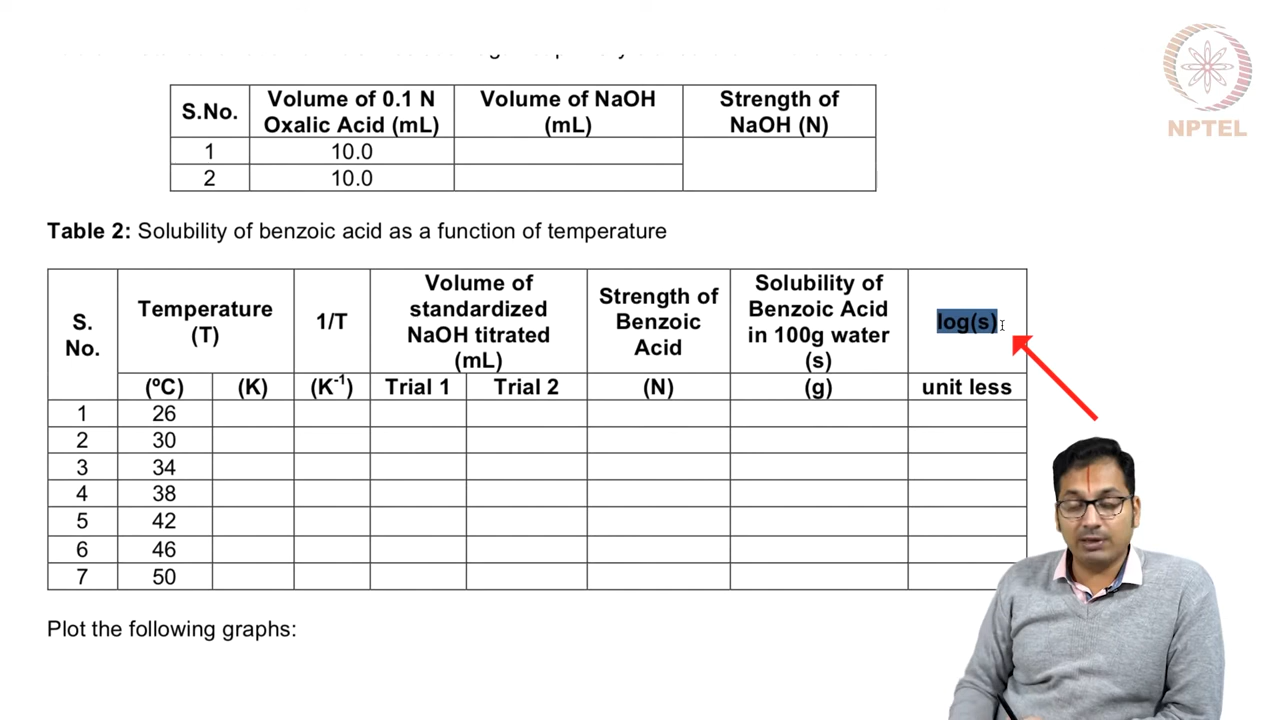 NPTEL
S.No.
Volume of 0.1 N
Oxalic Acid (mL)
Volume of NaOH
(mL)
Strength of
NaOH (N)
1 10.0
2 10.0
Table 2: Solubility of benzoic acid as a function of temperature
S.
No.
Temperature
(T)
1/T
Volume of
standardized
NaOH titrated
(mL)
Strength of
Benzoic
Acid
Solubility of
Benzoic Acid
in 100g water
(s)
log(s)
(ºC) (K) (K-1) Trial 1 Trial 2 (N) (g) unit less
1 26
2 30
3 34
4 38
5 42
6 46
7 50
Plot the following graphs: